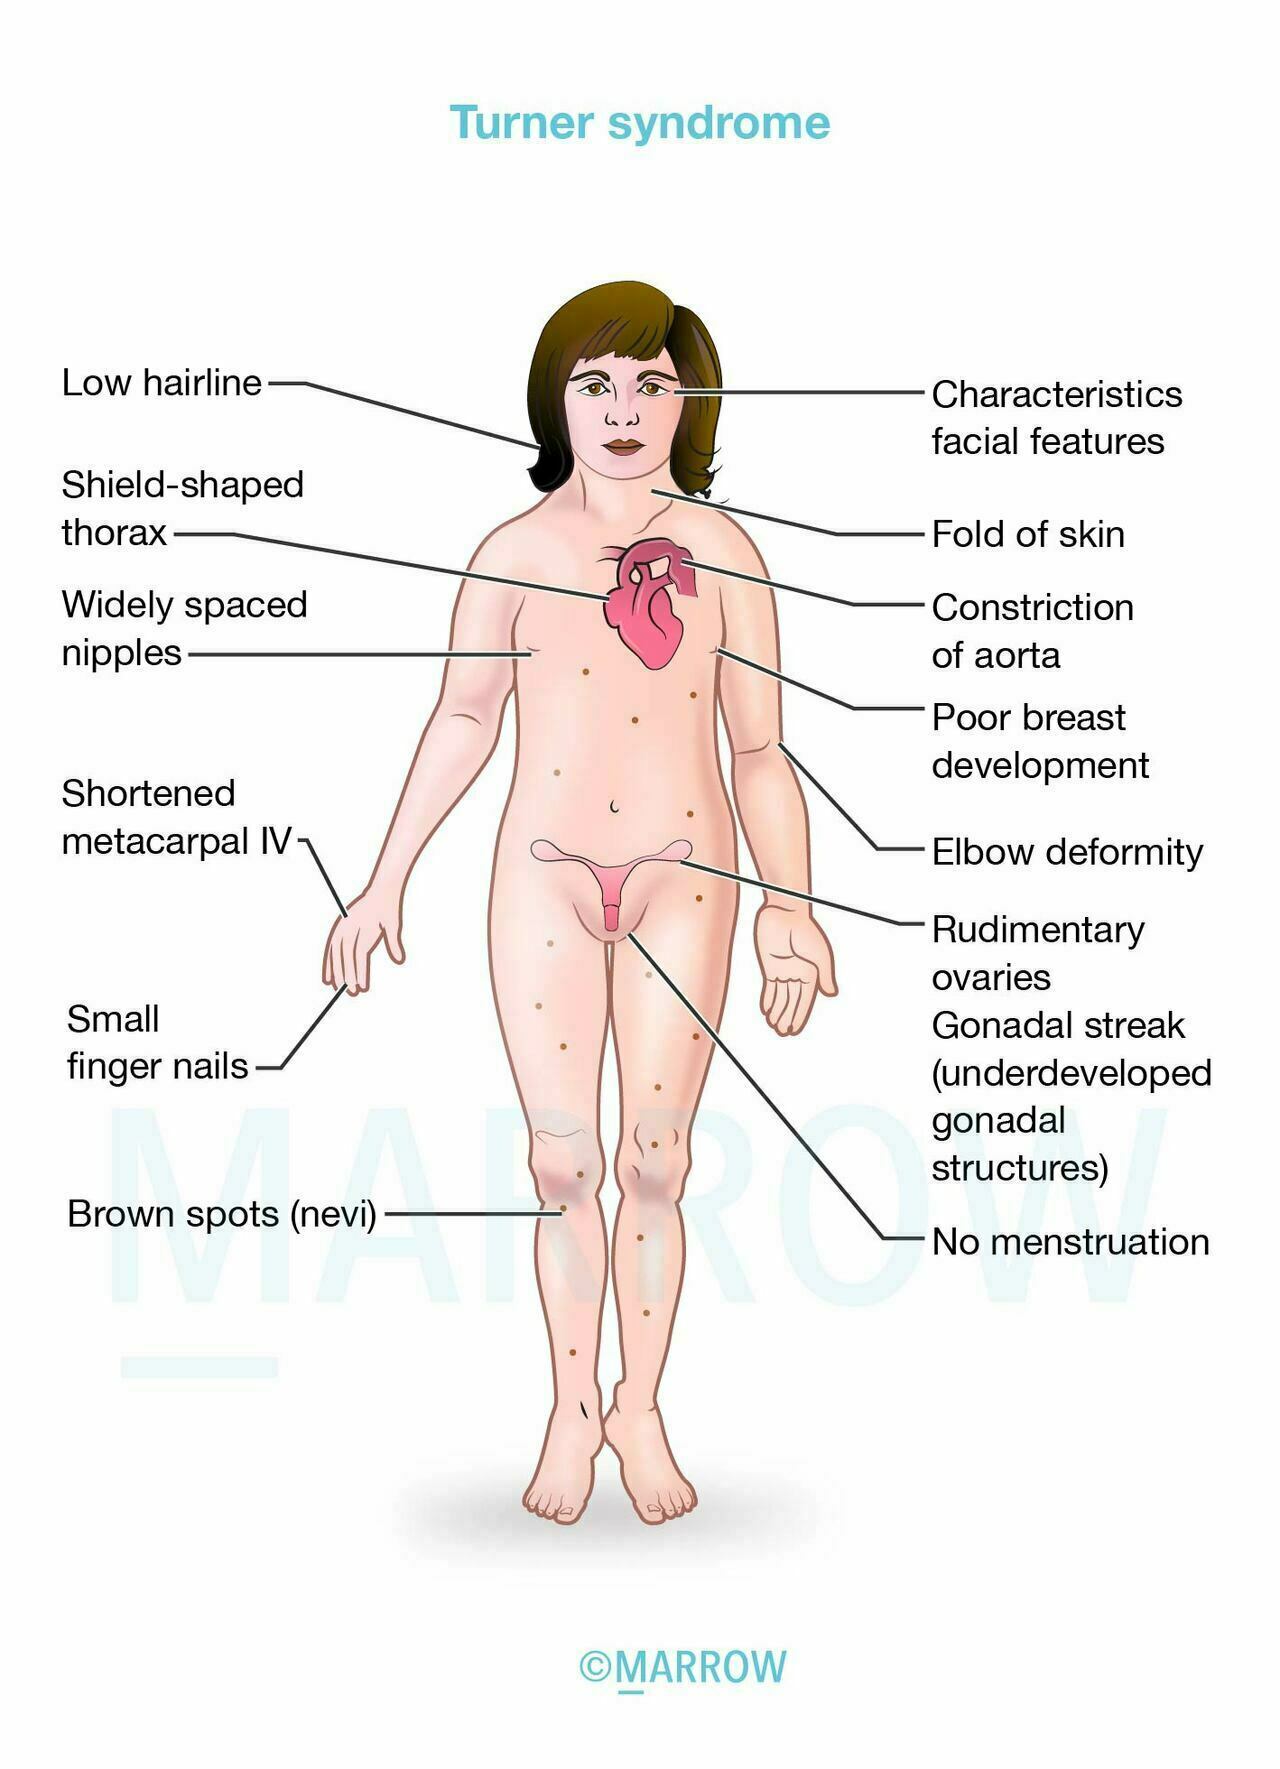 Turner syndrome
Low hairline
Shield-shaped
thorax
Widely spaced
nipples
Shortened
metacarpal IV
Small
finger nails
Brown spots (nevi)
Characteristics
facial features
Fold of skin
Constriction
of aorta
Poor breast
development
Elbow deformity
Rudimentary
ovaries
Gonadal streak
(underdeveloped
gonadal
structures)
No menstruation
MARROW
©MARROW